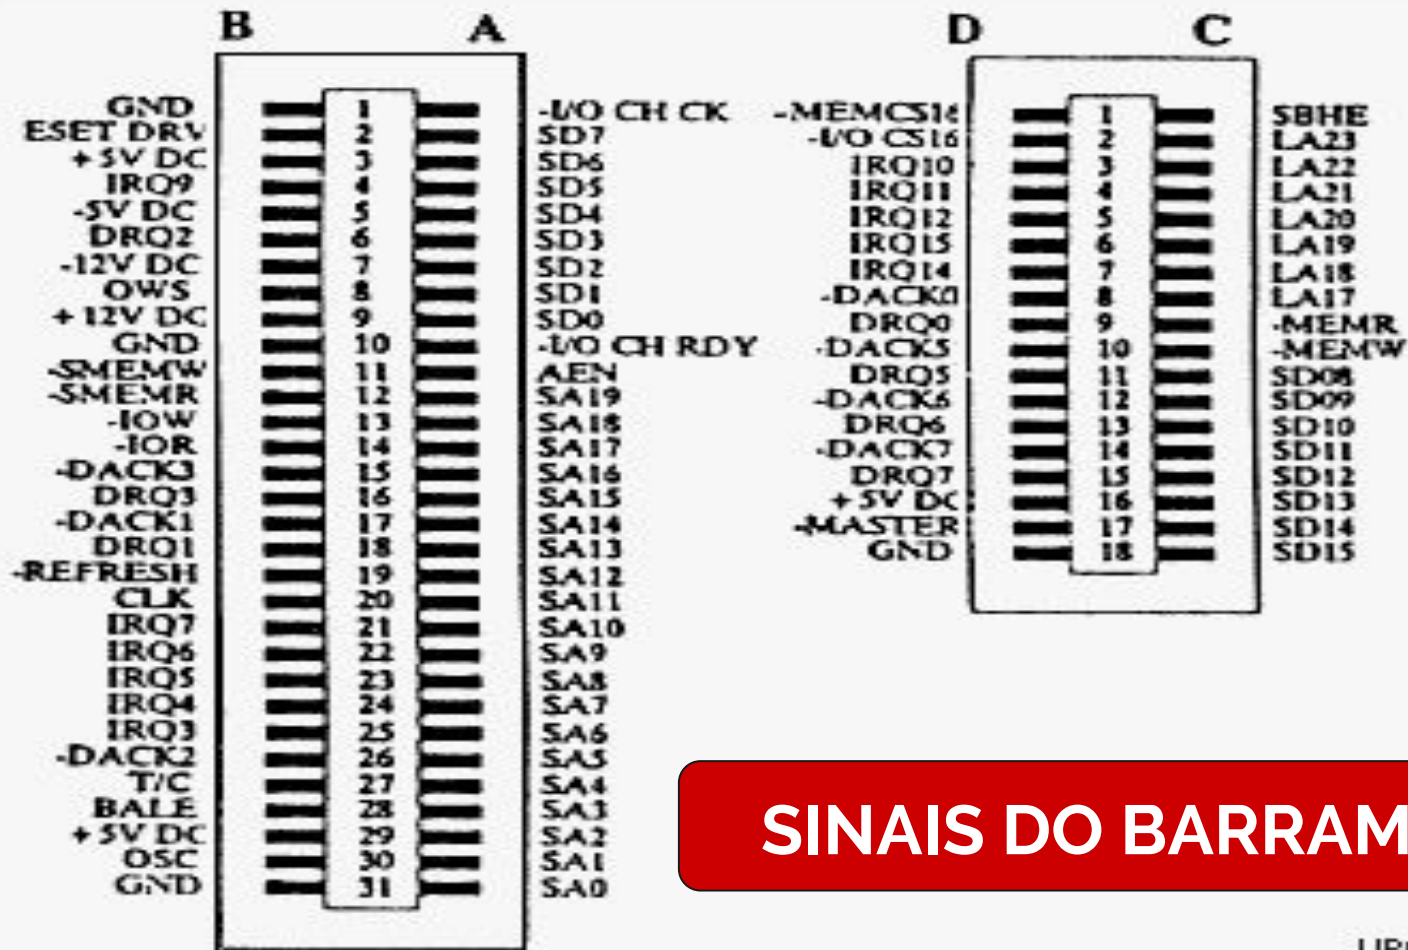 B A
GND 1 -I/O CH CK
ESET DRV 2 SD7
+5V DC 3 SD6
IRQ9 4 SD5
-5V DC 5 SD4
DRQ2 6 SD3
-12V DC 7 SD2
OWS 8 SD1
+12V DC 9 SD0
GND 10 -I/O CH RDY
-SMEMW 11 AEN
-SMEMR 12 SA19
-IOW 13 SA18
-IOR 14 SA17
-DACK3 15 SA16
DRQ3 16 SA15
-DACK1 17 SA14
DRQ1 18 SA13
-REFRESH 19 SA12
CLK 20 SA11
IRQ7 21 SA10
IRQ6 22 SA9
IRQ5 23 SA8
IRQ4 24 SA7
IRQ3 25 SA6
-DACK2 26 SA5
T/C 27 SA4
BALE 28 SA3
+5V DC 29 SA2
OSC 30 SA1
GND 31 SA0
D C
-MEMCS16 1 SBHE
-I/O CS16 2 LA23
IRQ10 3 LA22
IRQ11 4 LA21
IRQ12 5 LA20
IRQ15 6 LA19
IRQ14 7 LA18
-DACK0 8 LA17
DRQ0 9 -MEMR
-DACK5 10 -MEMW
DRQ5 11 SD08
-DACK6 12 SD09
DRQ6 13 SD10
-DACK7 14 SD11
DRQ7 15 SD12
+5V DC 16 SD13
-MASTER 17 SD14
GND 18 SD15
SINAIS DO BARRAM